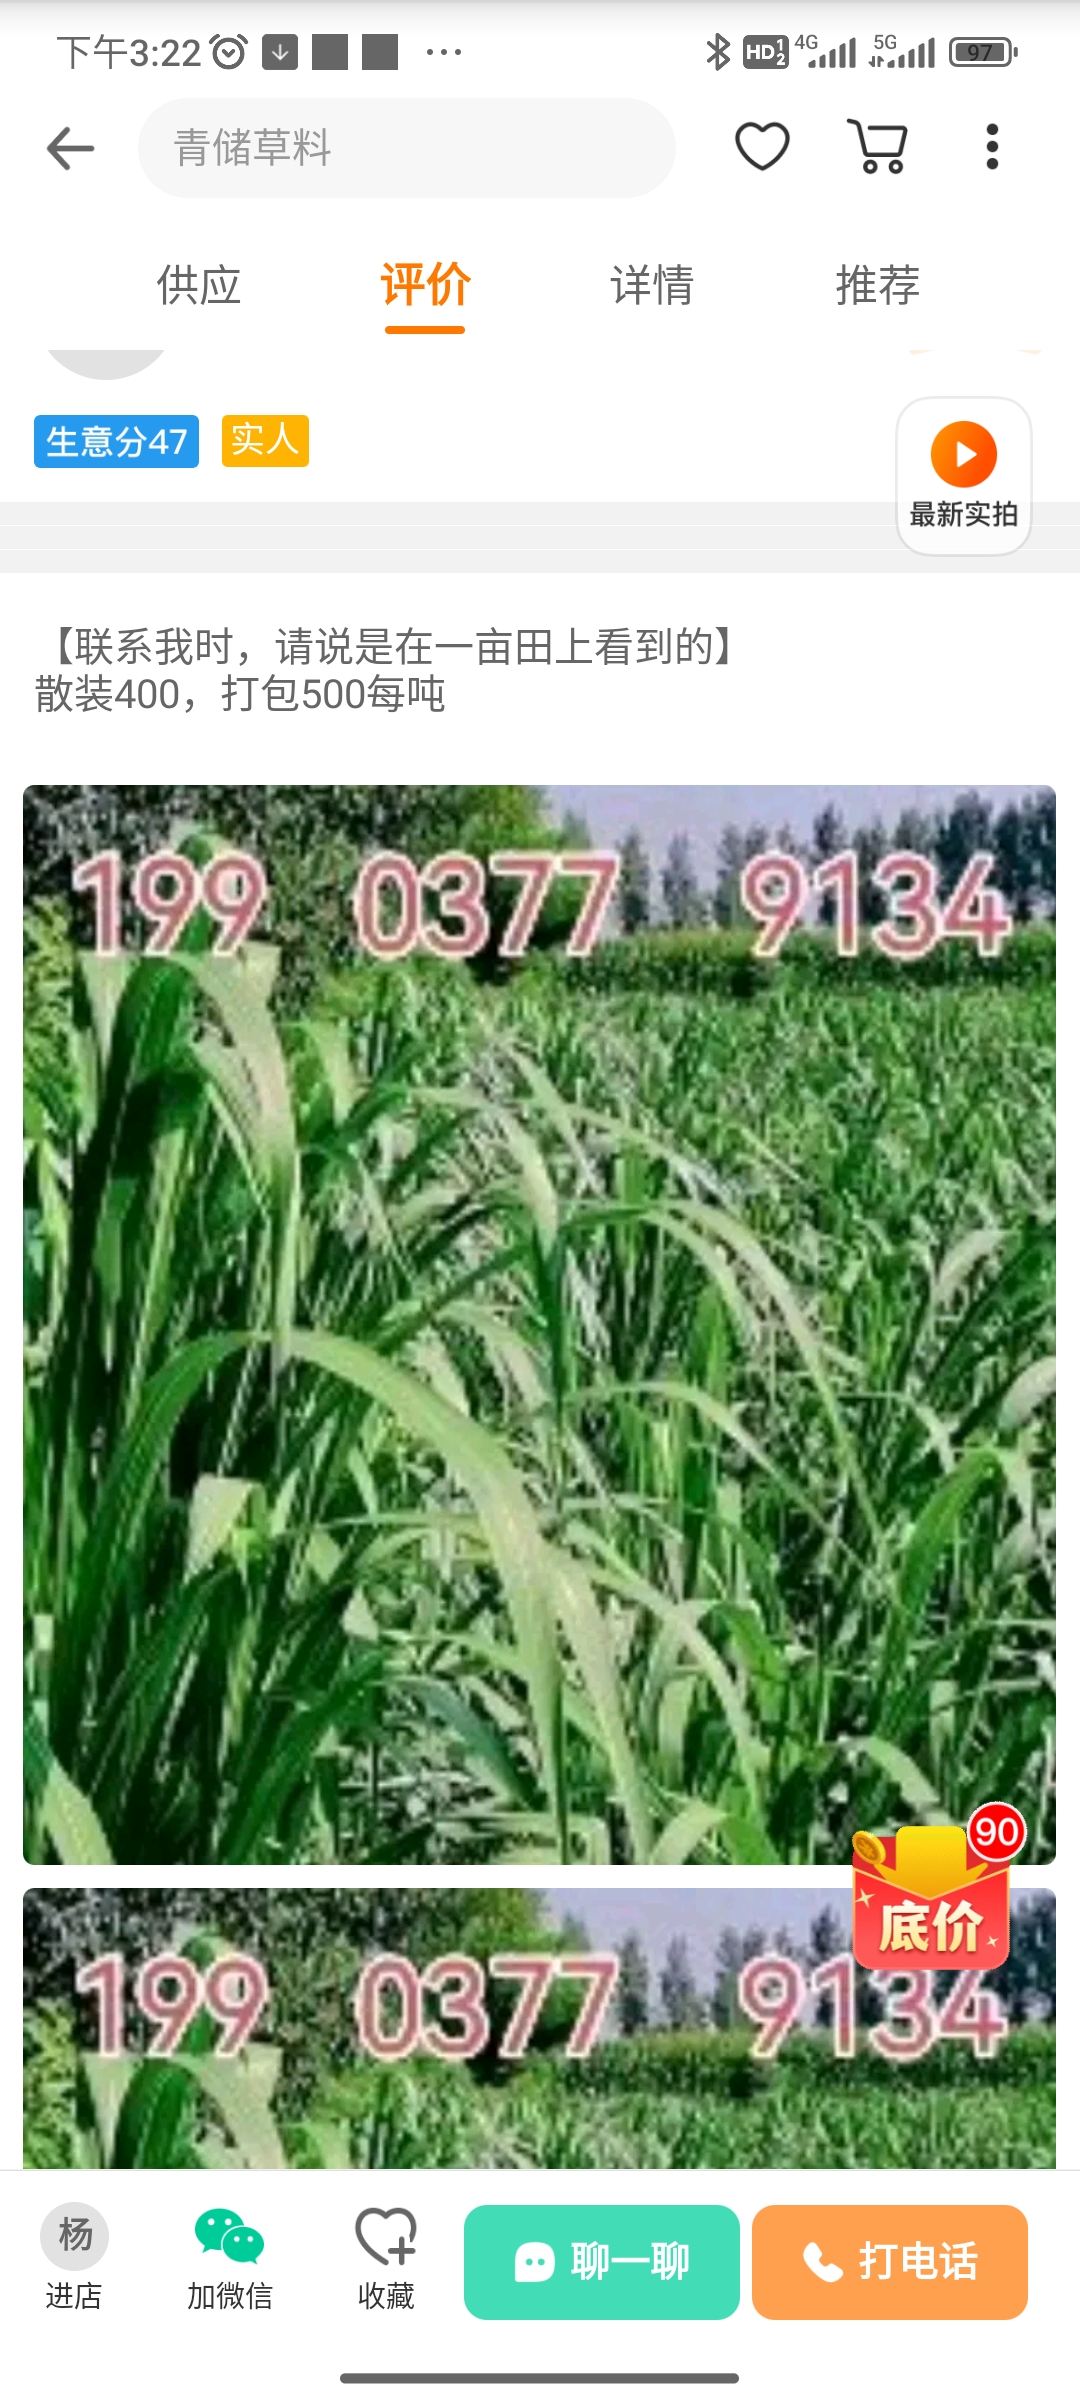 下午3:22
HD 1 2 4G 5G 97
青储草料
供应 评价 详情 推荐
生意分47 实人
最新实拍
【联系我时，请说是在一亩田上看到的】
散装400，打包500每吨
199 0377 9134
90
底价
199 0377 9134
杨
进店 加微信 收藏 聊一聊 打电话